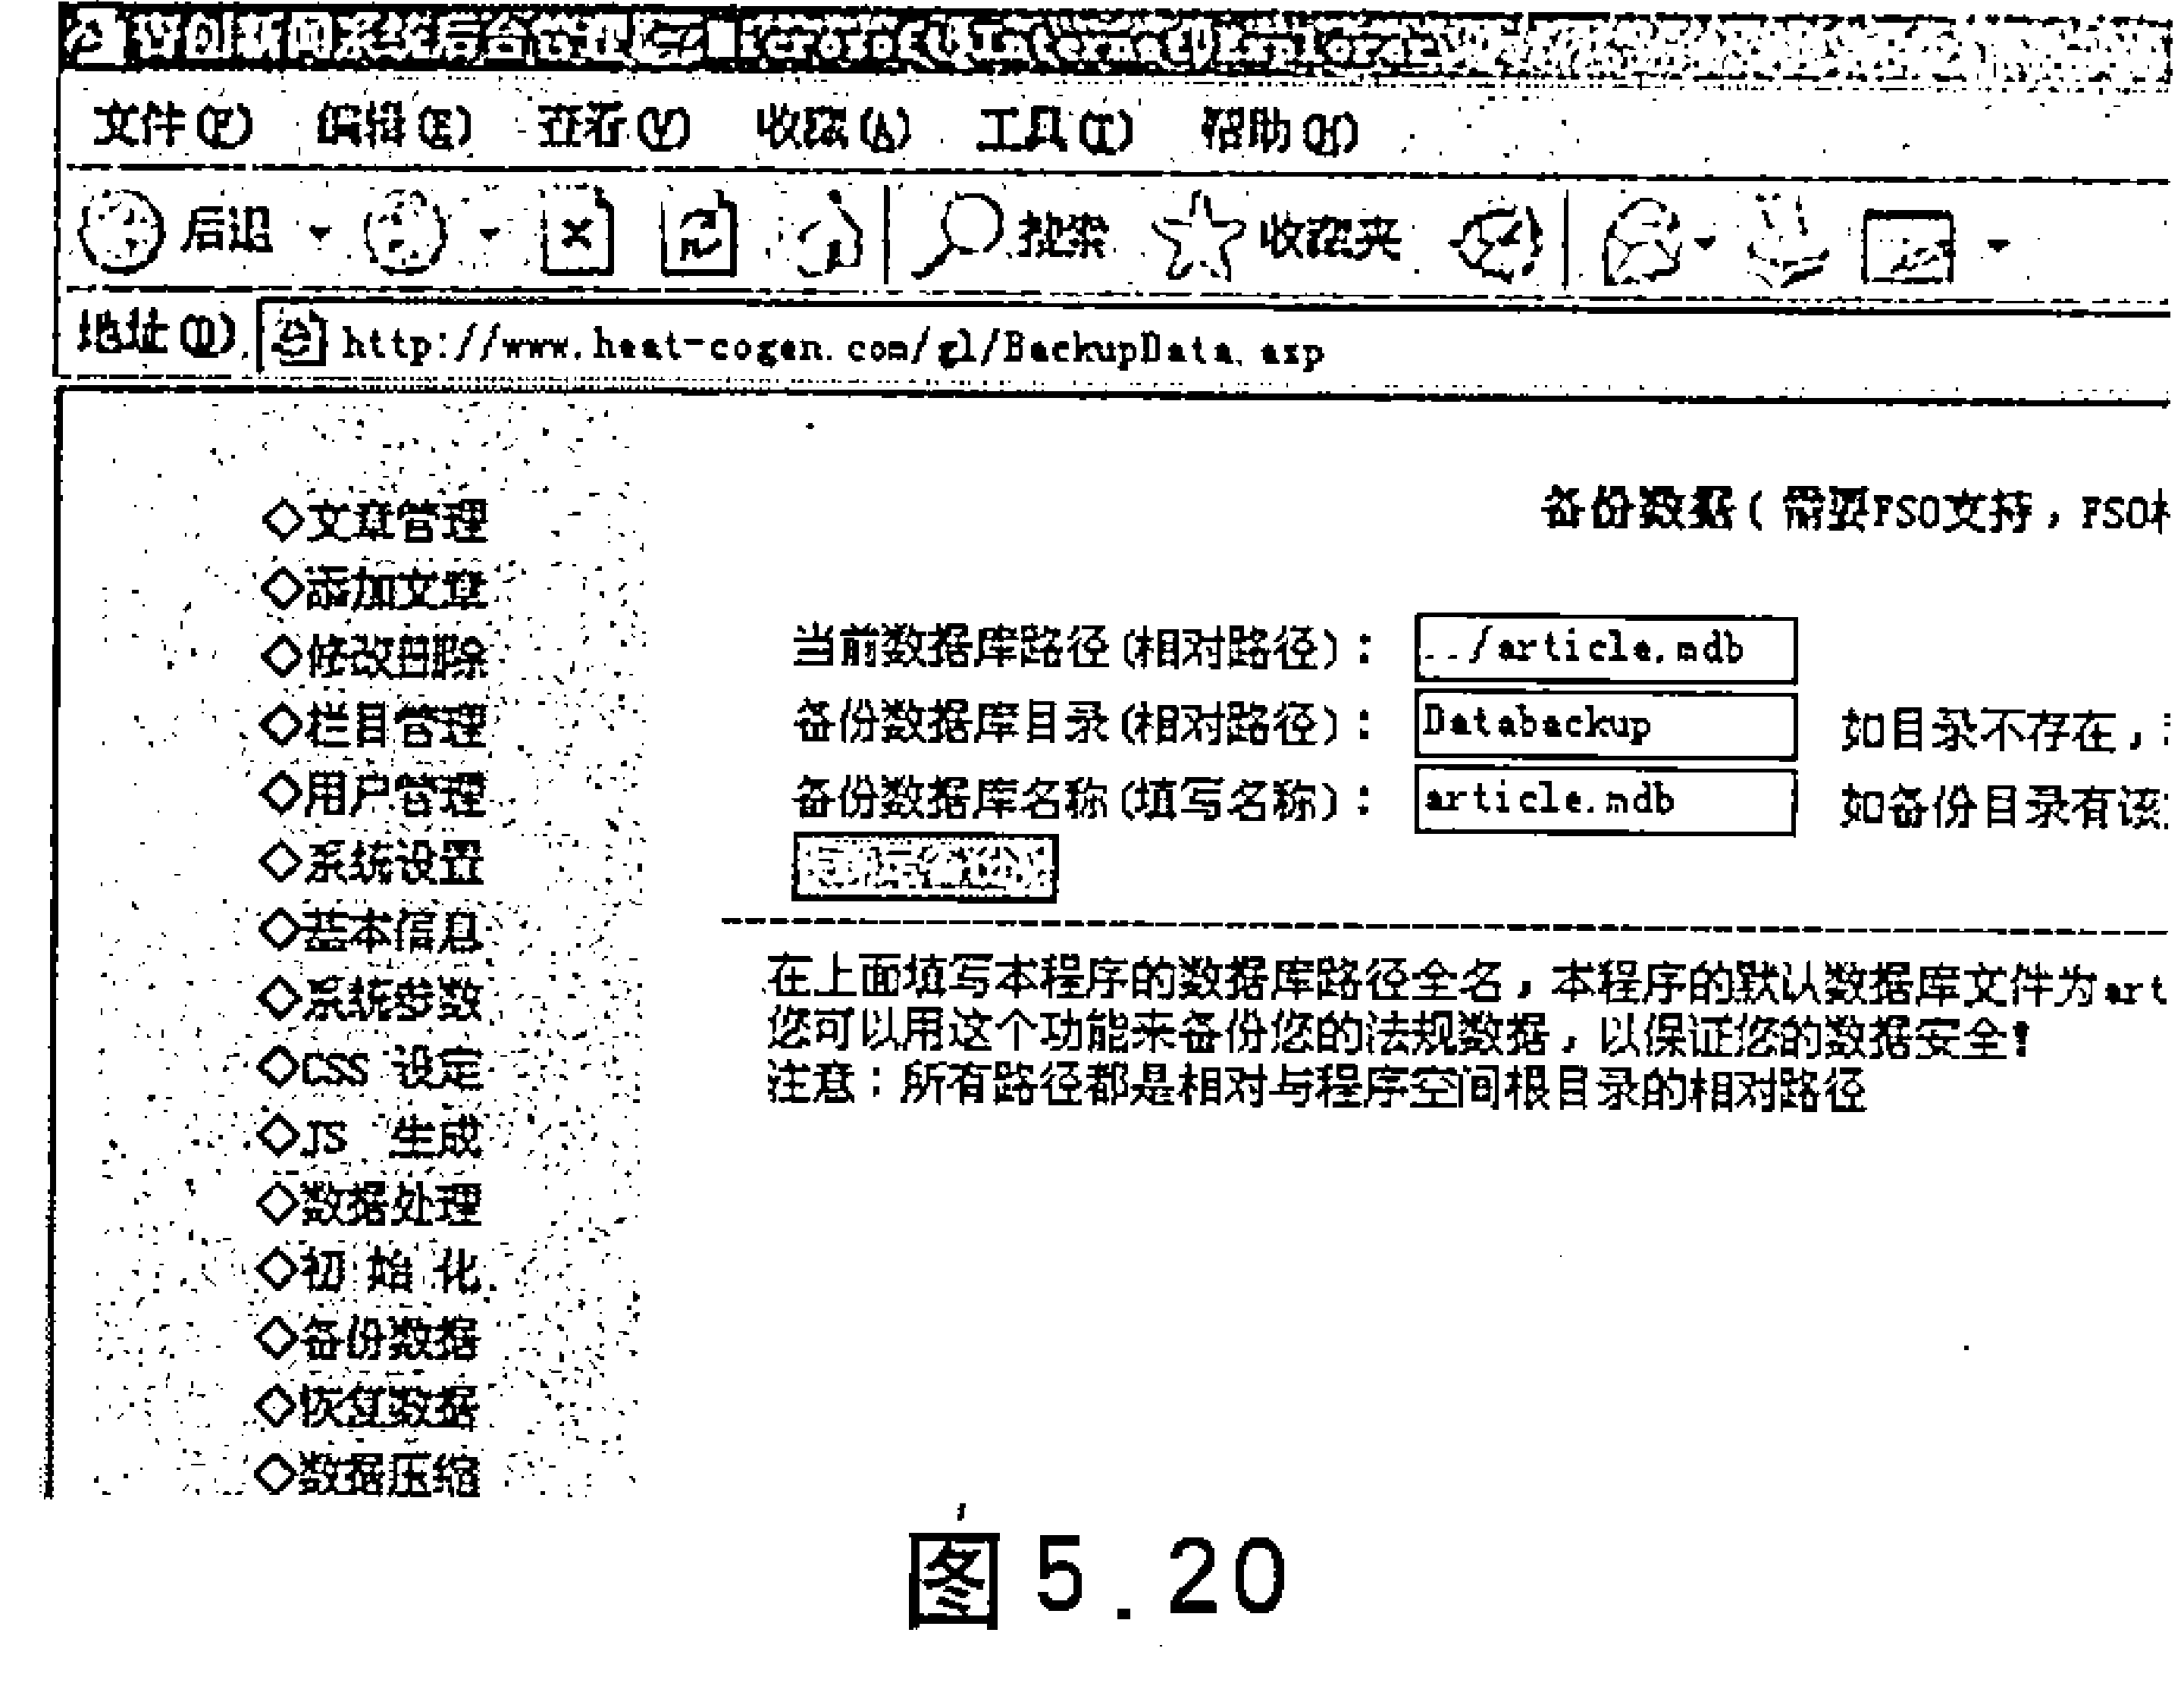 文件(F) 编辑(E) 查看(V) 收藏(A) 工具(T) 帮助(H)
后退 搜索 收藏夹
地址(D) http://www.heat-cogen.com/gl/BackupData.asp
◇文章管理
◇添加文章
◇修改删除
◇栏目管理
◇用户管理
◇系统设置
◇基本信息
◇系统参数
◇CSS 设定
◇JS 生成
◇数据处理
◇初 始 化
◇备份数据
◇恢复数据
◇数据压缩
备份数据(需要FSO支持,FSO
当前数据库路径(相对路径): ../article.mdb
备份数据库目录(相对路径): Databackup 如目录不存在,
备份数据库名称(填写名称): article.mdb 如备份目录有该
在上面填写本程序的数据库路径全名,本程序的默认数据库文件为art
您可以用这个功能来备份您的法规数据,以保证您的数据安全!
注意:所有路径都是相对与程序空间根目录的相对路径
图5.20